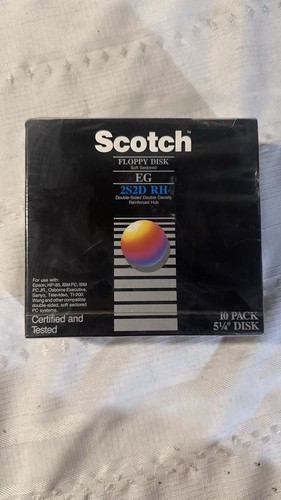 Scotch™
FLOPPY DISK
Soft Sectored
EG
2S2D RH
Double-Sided Double Density
Reinforced Hub
For use with:
Epson, HP-85, IBM PC, IBM
PC JR., Osborne Executive,
Sanyo, Televideo, TI-200,
Wang and other compatible
double-sided, soft sectored
PC systems.
Certified and
Tested
10 PACK
5¼" DISK